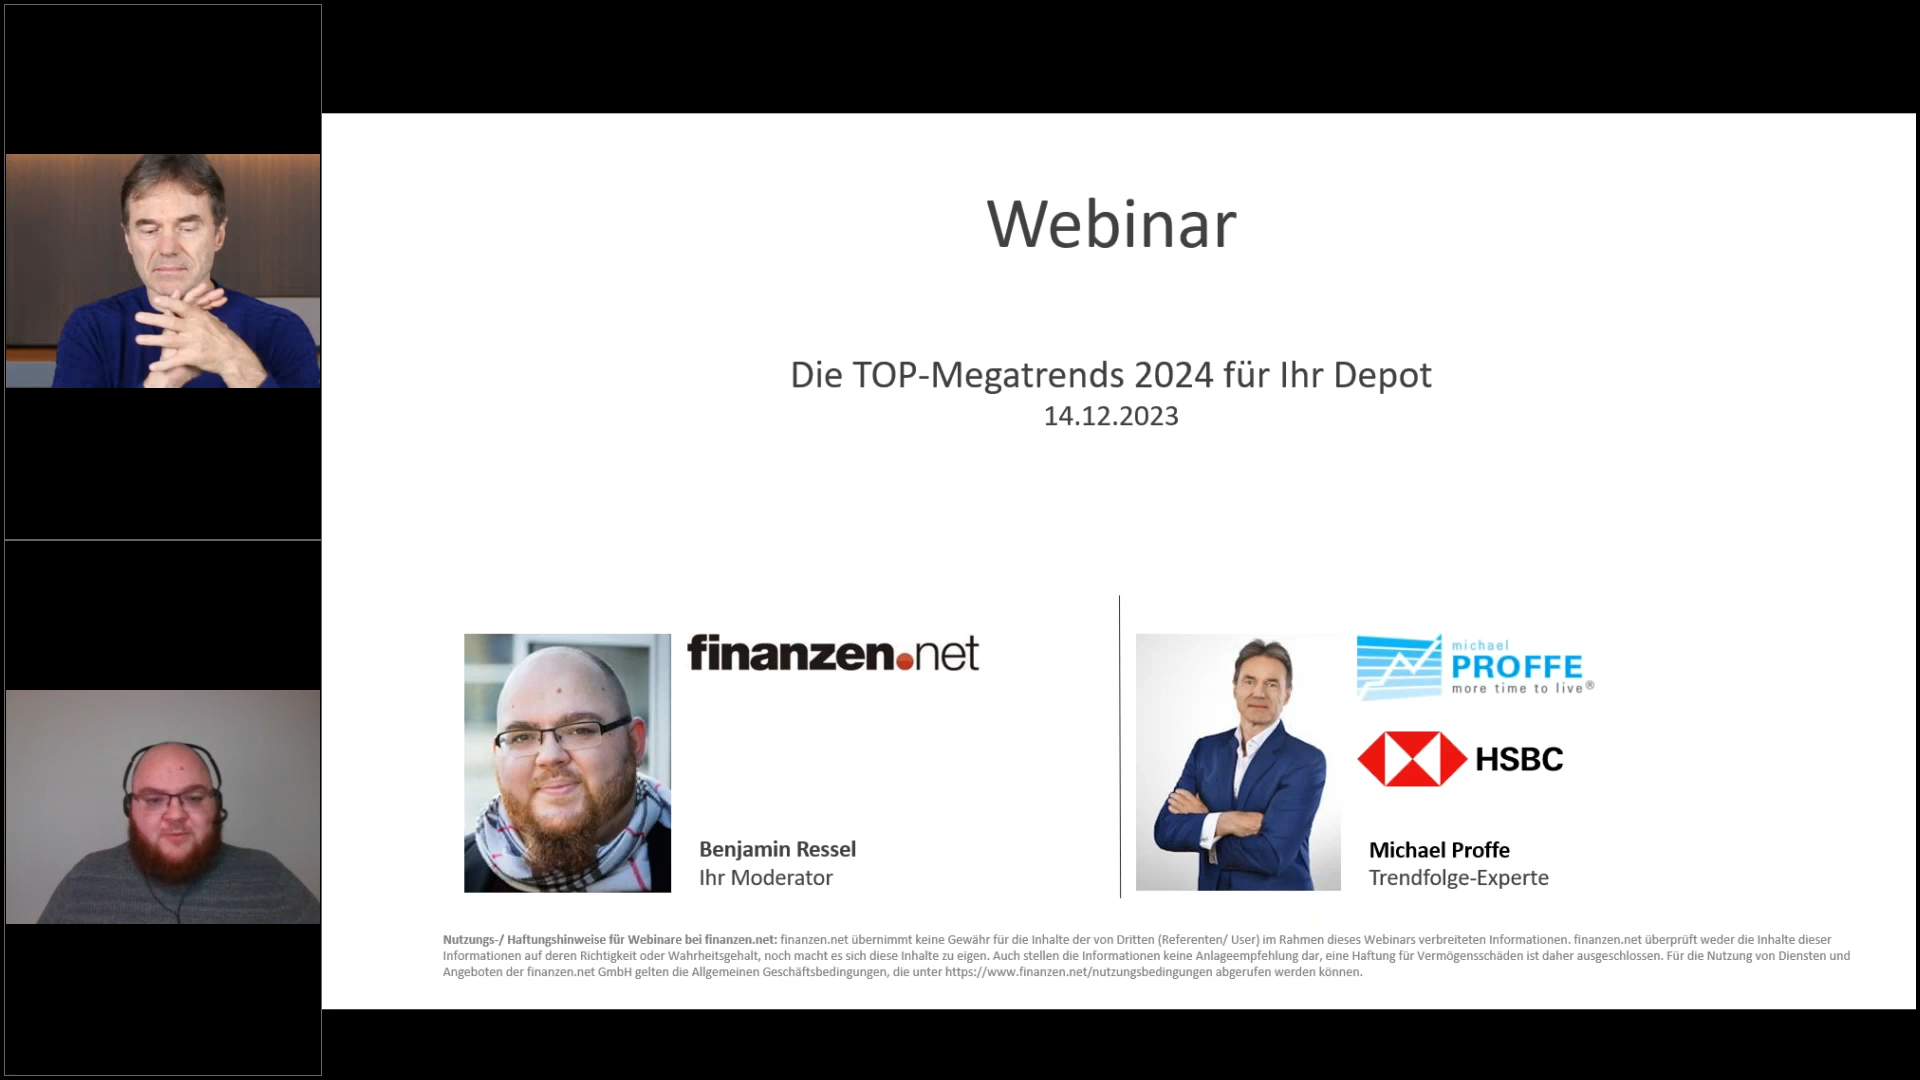 Webinar
Die TOP-Megatrends 2024 für Ihr Depot
14.12.2023
finanzen.net
Benjamin Ressel
Ihr Moderator
michael
PROFFE
more time to live®
HSBC
Michael Proffe
Trendfolge-Experte
Nutzungs-/ Haftungshinweise für Webinare bei finanzen.net: finanzen.net übernimmt keine Gewähr für die Inhalte der von Dritten (Referenten/ User) im Rahmen dieses Webinars verbreiteten Informationen. finanzen.net überprüft weder die Inhalte dieser
Informationen auf deren Richtigkeit oder Wahrheitsgehalt, noch macht es sich diese Inhalte zu eigen. Auch stellen die Informationen keine Anlageempfehlung dar, eine Haftung für Vermögensschäden ist daher ausgeschlossen. Für die Nutzung von Diensten und
Angeboten der finanzen.net GmbH gelten die Allgemeinen Geschäftsbedingungen, die unter https://www.finanzen.net/nutzungsbedingungen abgerufen werden können.